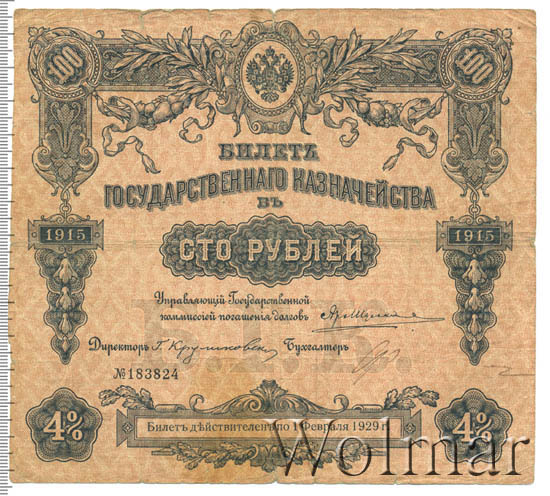 100 100
БИЛЕТЪ
ГОСУДАРСТВЕННАГО КАЗНАЧЕЙСТВА
ВЪ
1915 СТО РУБЛЕЙ 1915
Управляющій Государственной
коммиссіей погашенія долговъ
Директоръ Бухгалтеръ
№183824
4% 4%
Билетъ дѣйствителенъ по 1 Февраля 1929 г.
Wolmar